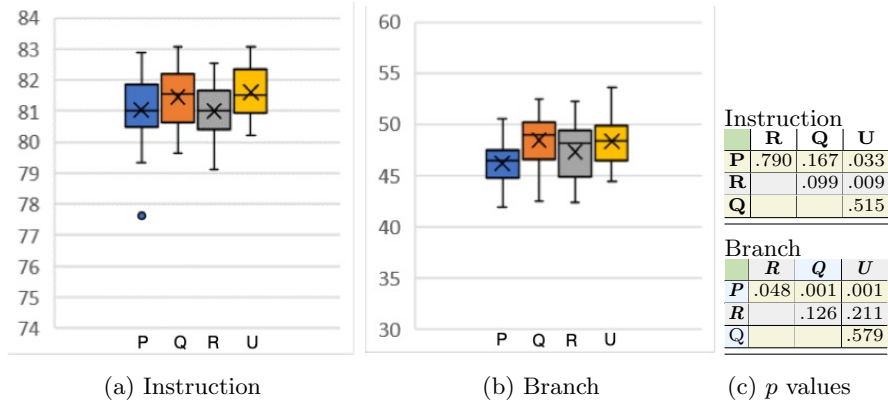 84
83
82
81
80
79
78
77
76
75
74
P Q R U
(a) Instruction
60
55
50
45
40
35
30
P Q R U
(b) Branch
Instruction
R Q U
P .790 .167 .033
R .099 .009
Q .515
Branch
R Q U
P .048 .001 .001
R .126 .211
Q .579
(c) p values